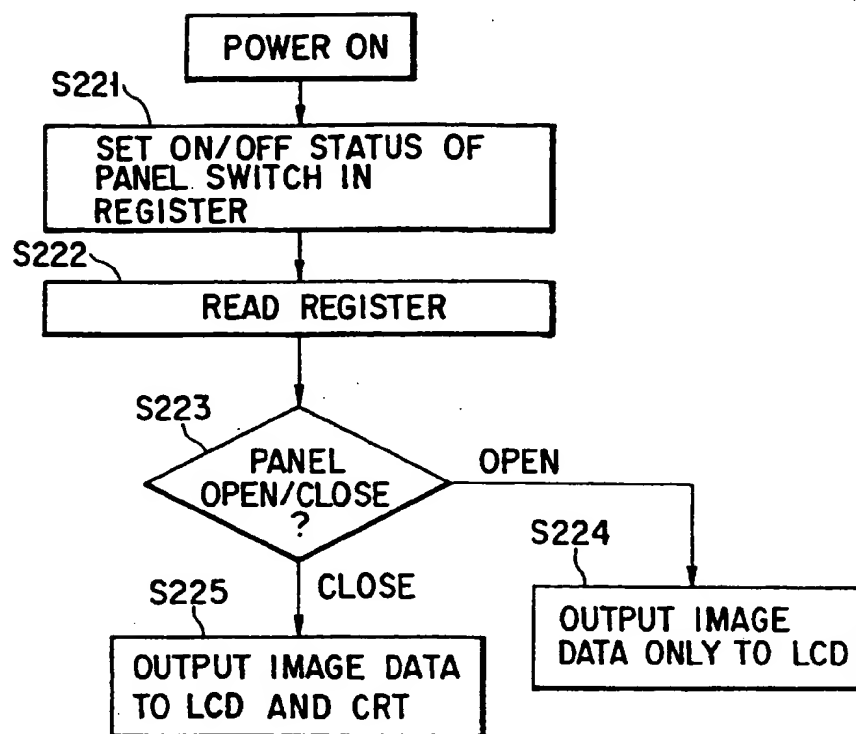 POWER ON
S221
SET ON/OFF STATUS OF
PANEL SWITCH IN
REGISTER
S222
READ REGISTER
S223
PANEL
OPEN/CLOSE
?
OPEN
S224
OUTPUT IMAGE
DATA ONLY TO LCD
CLOSE
S225
OUTPUT IMAGE DATA
TO LCD AND CRT